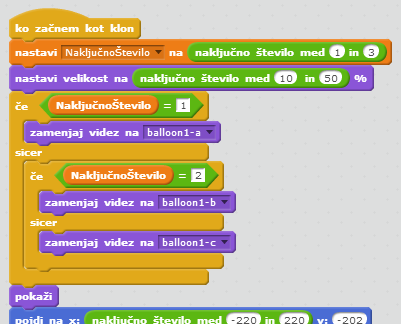 ko začnem kot klon
nastavi NaključnoŠtevilo na naključno število med 1 in 3
nastavi velikost na naključno število med 10 in 50 %
če NaključnoŠtevilo = 1
zamenjaj videz na balloon1-a
sicer
če NaključnoŠtevilo = 2
zamenjaj videz na balloon1-b
sicer
zamenjaj videz na balloon1-c
pokaži
pojdi na x: naključno število med -220 in 220 y: -202